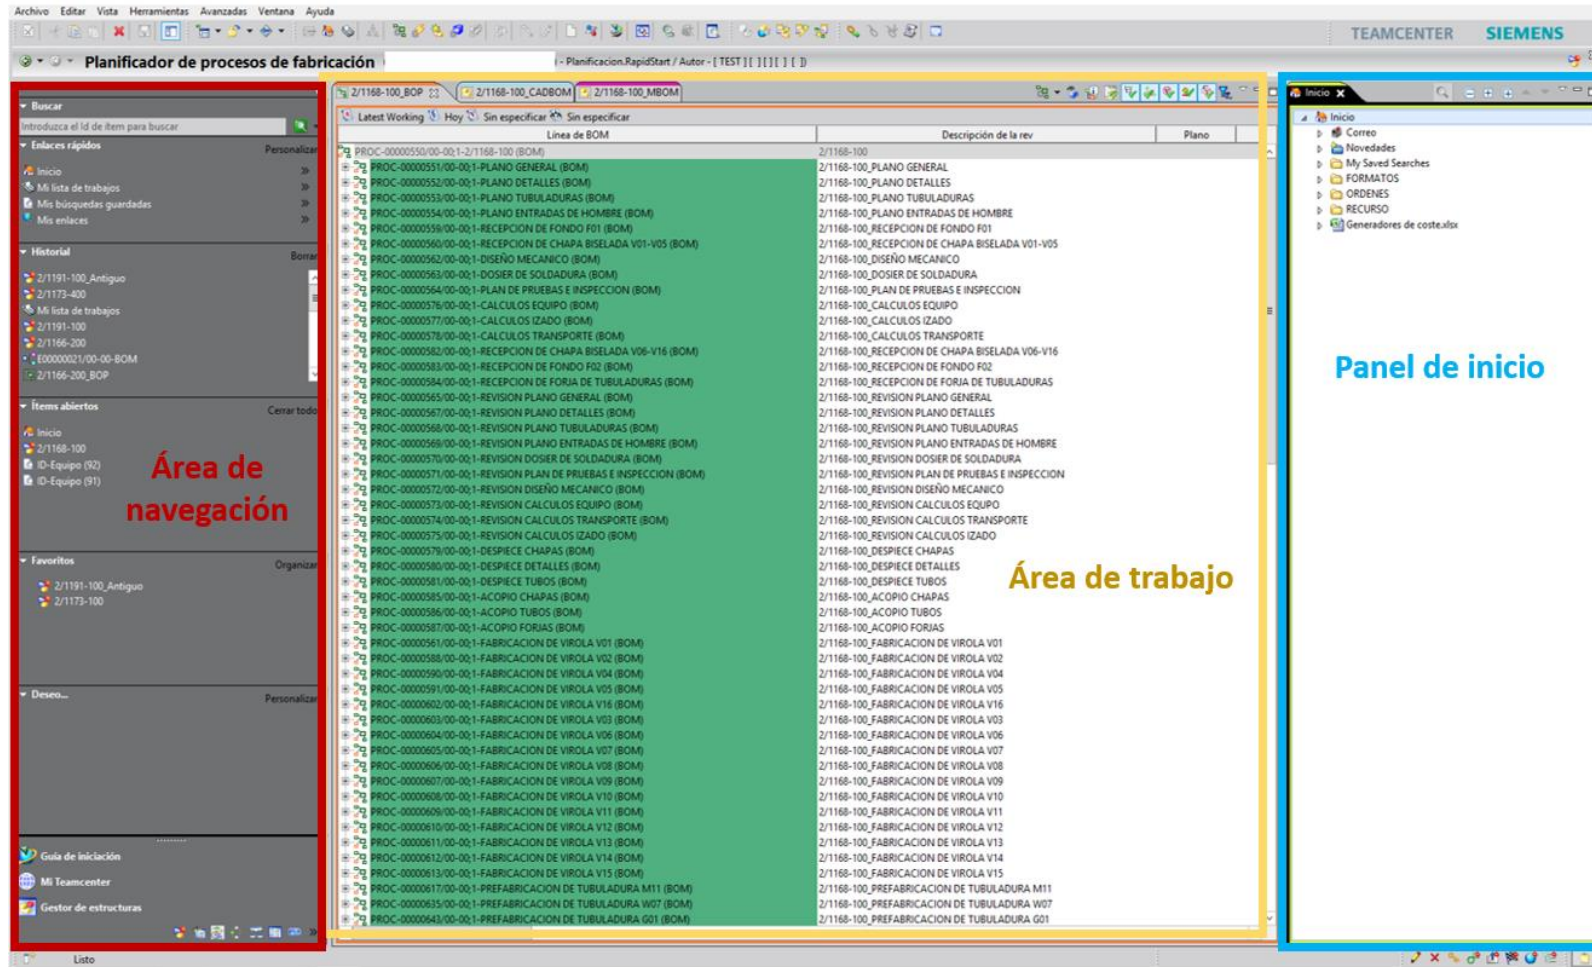 Archivo Editar Vista Herramientas Avanzadas Ventana Ayuda
TEAMCENTER SIEMENS
Planificador de procesos de fabricación
- Planificacion.RapidStart / Autor - [ TEST ] [ ] [ ] [ ] [ ])
Buscar
Introduzca el Id de ítem para buscar
Enlaces rápidos Personalizar
Inicio
Mi lista de trabajos
Mis búsquedas guardadas
Mis enlaces
Historial Borrar
2/1191-100_Antiguo
2/1173-400
Mi lista de trabajos
2/1191-100
2/1166-200
E00000021/00-00-BOM
2/1166-200_BOP
Ítems abiertos Cerrar todo
Inicio
2/1168-100
ID-Equipo (92)
ID-Equipo (91)
Área de navegación
Favoritos Organizar
2/1191-100_Antiguo
2/1173-100
Deseo... Personalizar
Guía de iniciación
Mi Teamcenter
Gestor de estructuras
Listo
2/1168-100_BOP 2/1168-100_CADBOM 2/1168-100_MBOM
Latest Working Hoy Sin especificar Sin especificar
Línea de BOM Descripción de la rev Plano
PROC-00000550/00-00;1-2/1168-100 (BOM) 2/1168-100
PROC-00000551/00-00;1-PLANO GENERAL (BOM) 2/1168-100_PLANO GENERAL
PROC-00000552/00-00;1-PLANO DETALLES (BOM) 2/1168-100_PLANO DETALLES
PROC-00000553/00-00;1-PLANO TUBULADURAS (BOM) 2/1168-100_PLANO TUBULADURAS
PROC-00000554/00-00;1-PLANO ENTRADAS DE HOMBRE (BOM) 2/1168-100_PLANO ENTRADAS DE HOMBRE
PROC-00000559/00-00;1-RECEPCION DE FONDO F01 (BOM) 2/1168-100_RECEPCION DE FONDO F01
PROC-00000560/00-00;1-RECEPCION DE CHAPA BISELADA V01-V05 (BOM) 2/1168-100_RECEPCION DE CHAPA BISELADA V01-V05
PROC-00000562/00-00;1-DISEÑO MECANICO (BOM) 2/1168-100_DISEÑO MECANICO
PROC-00000563/00-00;1-DOSIER DE SOLDADURA (BOM) 2/1168-100_DOSIER DE SOLDADURA
PROC-00000564/00-00;1-PLAN DE PRUEBAS E INSPECCION (BOM) 2/1168-100_PLAN DE PRUEBAS E INSPECCION
PROC-00000576/00-00;1-CALCULOS EQUIPO (BOM) 2/1168-100_CALCULOS EQUIPO
PROC-00000577/00-00;1-CALCULOS IZADO (BOM) 2/1168-100_CALCULOS IZADO
PROC-00000578/00-00;1-CALCULOS TRANSPORTE (BOM) 2/1168-100_CALCULOS TRANSPORTE
PROC-00000582/00-00;1-RECEPCION DE CHAPA BISELADA V06-V16 (BOM) 2/1168-100_RECEPCION DE CHAPA BISELADA V06-V16
PROC-00000583/00-00;1-RECEPCION DE FONDO F02 (BOM) 2/1168-100_RECEPCION DE FONDO F02
PROC-00000584/00-00;1-RECEPCION DE FORJA DE TUBULADURAS (BOM) 2/1168-100_RECEPCION DE FORJA DE TUBULADURAS
PROC-00000565/00-00;1-REVISION PLANO GENERAL (BOM) 2/1168-100_REVISION PLANO GENERAL
PROC-00000567/00-00;1-REVISION PLANO DETALLES (BOM) 2/1168-100_REVISION PLANO DETALLES
PROC-00000568/00-00;1-REVISION PLANO TUBULADURAS (BOM) 2/1168-100_REVISION PLANO TUBULADURAS
PROC-00000569/00-00;1-REVISION PLANO ENTRADAS DE HOMBRE (BOM) 2/1168-100_REVISION PLANO ENTRADAS DE HOMBRE
PROC-00000570/00-00;1-REVISION DOSIER DE SOLDADURA (BOM) 2/1168-100_REVISION DOSIER DE SOLDADURA
PROC-00000571/00-00;1-REVISION PLAN DE PRUEBAS E INSPECCION (BOM) 2/1168-100_REVISION PLAN DE PRUEBAS E INSPECCION
PROC-00000572/00-00;1-REVISION DISEÑO MECANICO (BOM) 2/1168-100_REVISION DISEÑO MECANICO
PROC-00000573/00-00;1-REVISION CALCULOS EQUIPO (BOM) 2/1168-100_REVISION CALCULOS EQUPO
PROC-00000574/00-00;1-REVISION CALCULOS TRANSPORTE (BOM) 2/1168-100_REVISION CALCULOS TRANSPORTE
PROC-00000575/00-00;1-REVISION CALCULOS IZADO (BOM) 2/1168-100_REVISION CALCULOS IZADO
PROC-00000579/00-00;1-DESPIECE CHAPAS (BOM) 2/1168-100_DESPIECE CHAPAS
PROC-00000580/00-00;1-DESPIECE DETALLES (BOM) 2/1168-100_DESPIECE DETALLES
PROC-00000581/00-00;1-DESPIECE TUBOS (BOM) 2/1168-100_DESPIECE TUBOS
PROC-00000585/00-00;1-ACOPIO CHAPAS (BOM) 2/1168-100_ACOPIO CHAPAS
PROC-00000586/00-00;1-ACOPIO TUBOS (BOM) 2/1168-100_ACOPIO TUBOS
PROC-00000587/00-00;1-ACOPIO FORJAS (BOM) 2/1168-100_ACOPIO FORJAS
PROC-00000561/00-00;1-FABRICACION DE VIROLA V01 (BOM) 2/1168-100_FABRICACION DE VIROLA V01
PROC-00000588/00-00;1-FABRICACION DE VIROLA V02 (BOM) 2/1168-100_FABRICACION DE VIROLA V02
PROC-00000590/00-00;1-FABRICACION DE VIROLA V04 (BOM) 2/1168-100_FABRICACION DE VIROLA V04
PROC-00000591/00-00;1-FABRICACION DE VIROLA V05 (BOM) 2/1168-100_FABRICACION DE VIROLA V05
PROC-00000602/00-00;1-FABRICACION DE VIROLA V16 (BOM) 2/1168-100_FABRICACION DE VIROLA V16
PROC-00000603/00-00;1-FABRICACION DE VIROLA V03 (BOM) 2/1168-100_FABRICACION DE VIROLA V03
PROC-00000604/00-00;1-FABRICACION DE VIROLA V06 (BOM) 2/1168-100_FABRICACION DE VIROLA V06
PROC-00000605/00-00;1-FABRICACION DE VIROLA V07 (BOM) 2/1168-100_FABRICACION DE VIROLA V07
PROC-00000606/00-00;1-FABRICACION DE VIROLA V08 (BOM) 2/1168-100_FABRICACION DE VIROLA V08
PROC-00000607/00-00;1-FABRICACION DE VIROLA V09 (BOM) 2/1168-100_FABRICACION DE VIROLA V09
PROC-00000608/00-00;1-FABRICACION DE VIROLA V10 (BOM) 2/1168-100_FABRICACION DE VIROLA V10
PROC-00000609/00-00;1-FABRICACION DE VIROLA V11 (BOM) 2/1168-100_FABRICACION DE VIROLA V11
PROC-00000610/00-00;1-FABRICACION DE VIROLA V12 (BOM) 2/1168-100_FABRICACION DE VIROLA V12
PROC-00000611/00-00;1-FABRICACION DE VIROLA V13 (BOM) 2/1168-100_FABRICACION DE VIROLA V13
PROC-00000612/00-00;1-FABRICACION DE VIROLA V14 (BOM) 2/1168-100_FABRICACION DE VIROLA V14
PROC-00000613/00-00;1-FABRICACION DE VIROLA V15 (BOM) 2/1168-100_FABRICACION DE VIROLA V15
PROC-00000617/00-00;1-PREFABRICACION DE TUBULADURA M11 (BOM) 2/1168-100_PREFABRICACION DE TUBULADURA M11
PROC-00000635/00-00;1-PREFABRICACION DE TUBULADURA W07 (BOM) 2/1168-100_PREFABRICACION DE TUBULADURA W07
PROC-00000643/00-00;1-PREFABRICACION DE TUBULADURA G01 (BOM) 2/1168-100_PREFABRICACION DE TUBULADURA G01
Área de trabajo
Inicio
Inicio
Correo
Novedades
My Saved Searches
FORMATOS
ORDENES
RECURSO
Generadores de coste.xlsx
Panel de inicio